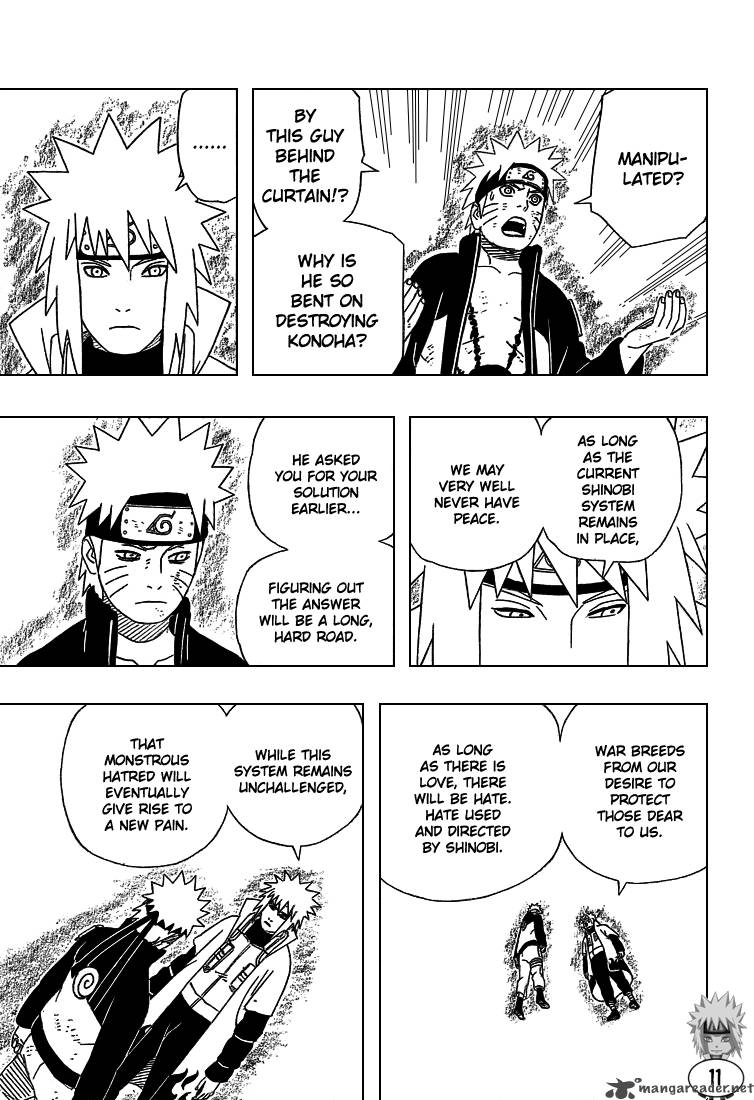 MANIPU-
LATED?
BY
THIS GUY
BEHIND
THE
CURTAIN!?
WHY IS
HE SO
BENT ON
DESTROYING
KONOHA?
......
AS LONG
AS THE
CURRENT
SHINOBI
SYSTEM
REMAINS
IN PLACE,
WE MAY
VERY WELL
NEVER HAVE
PEACE.
HE ASKED
YOU FOR YOUR
SOLUTION
EARLIER...
FIGURING OUT
THE ANSWER
WILL BE A LONG,
HARD ROAD.
WAR BREEDS
FROM OUR
DESIRE TO
PROTECT
THOSE DEAR
TO US.
AS LONG
AS THERE IS
LOVE, THERE
WILL BE HATE.
HATE USED
AND DIRECTED
BY SHINOBI.
WHILE THIS
SYSTEM REMAINS
UNCHALLENGED,
THAT
MONSTROUS
HATRED WILL
EVENTUALLY
GIVE RISE TO
A NEW PAIN.
11
mangareader.net